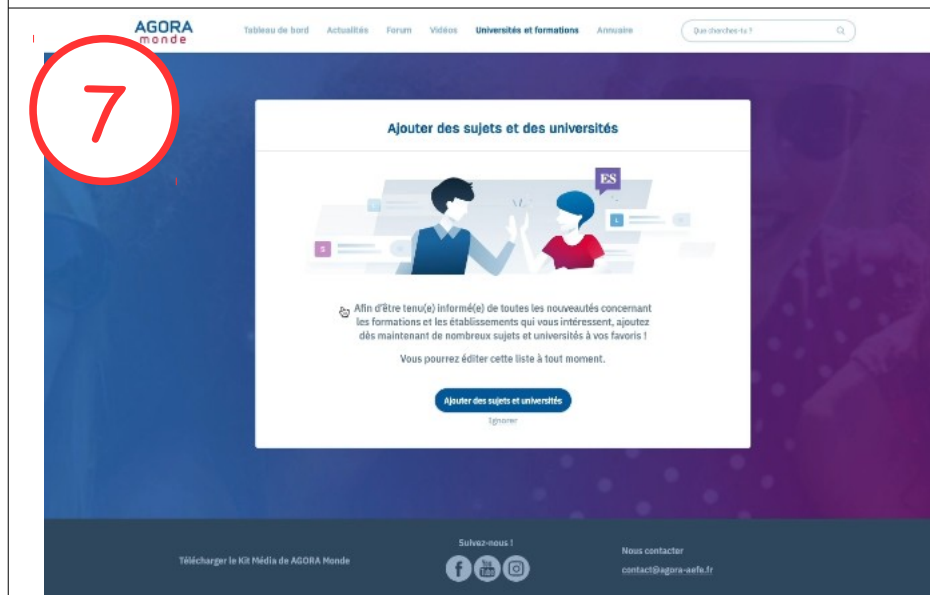 AGORA
monde
Tableau de bord Actualités Forum Vidéos Universités et formations Annuaire Que cherches-tu ?
7
Ajouter des sujets et des universités
ES
L
L
S
Afin d'être tenu(e) informé(e) de toutes les nouveautés concernant
les formations et les établissements qui vous intéressent, ajoutez
dès maintenant de nombreux sujets et universités à vos favoris !
Vous pourrez éditer cette liste à tout moment.
Ajouter des sujets et universités
Ignorer
Suivez-nous !
Télécharger le Kit Média de AGORA Monde
f You Tube
Nous contacter
contact@agora-aefe.fr